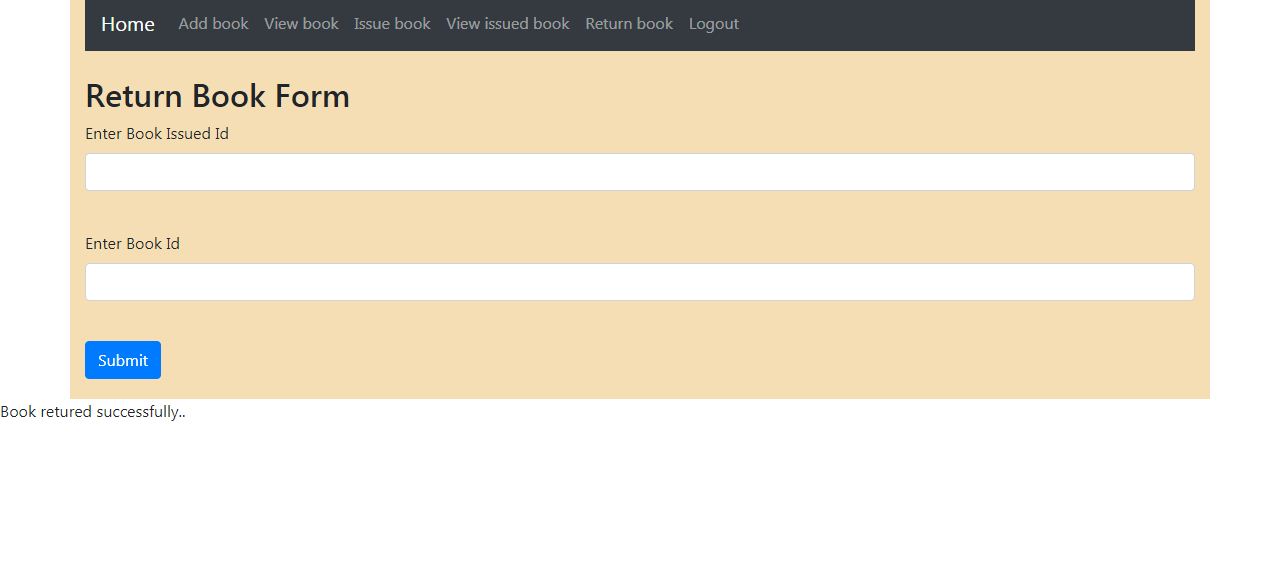 Home Add book View book Issue book View issued book Return book Logout
Return Book Form
Enter Book Issued Id
Enter Book Id
Submit
Book retured successfully..